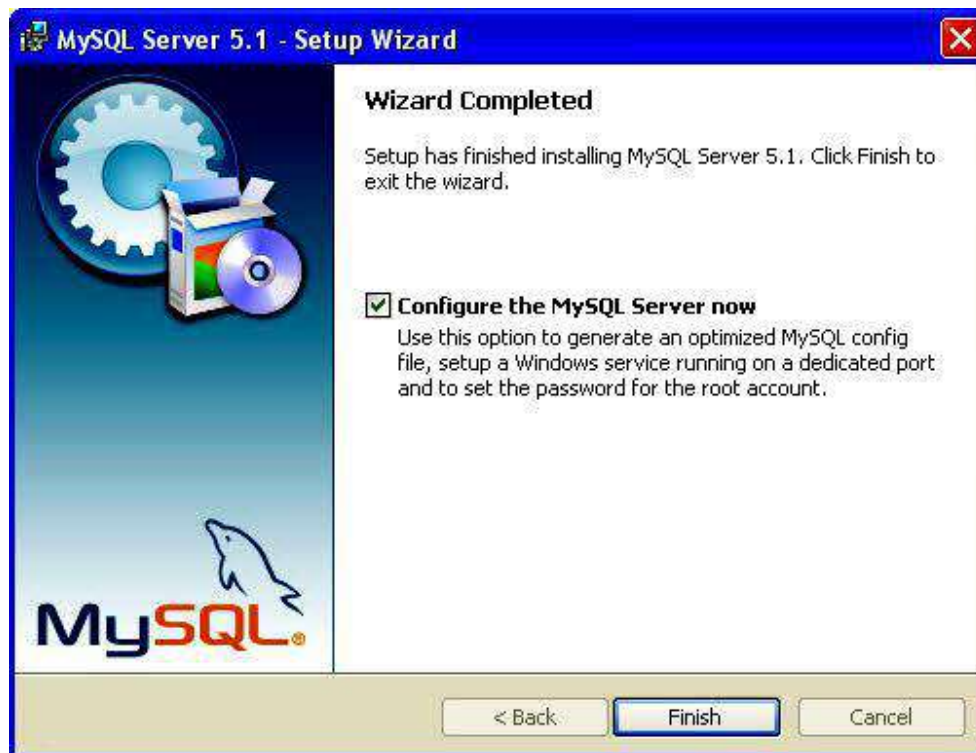 MySQL Server 5.1 - Setup Wizard
Wizard Completed
Setup has finished installing MySQL Server 5.1. Click Finish to
exit the wizard.
Configure the MySQL Server now
Use this option to generate an optimized MySQL config
file, setup a Windows service running on a dedicated port
and to set the password for the root account.
MySQL®
< Back
Finish
Cancel